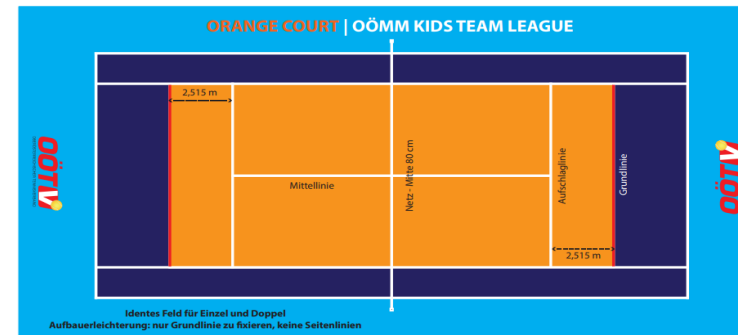 ORANGE COURT | OÖMM KIDS TEAM LEAGUE
2,515 m
Mittellinie
Netz - Mitte 80 cm
Aufschlaglinie
Grundlinie
2,515 m
OÖTV
OÖTV
Identes Feld für Einzel und Doppel
Aufbauerleichterung: nur Grundlinie zu fixieren, keine Seitenlinien